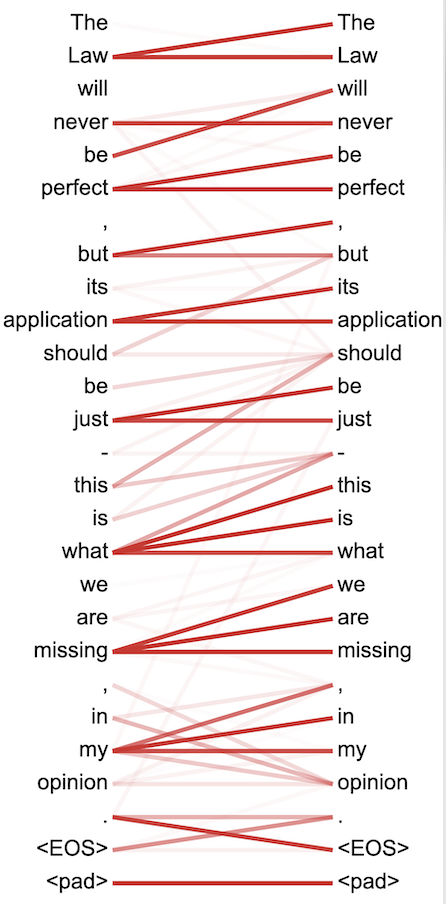 The The
Law Law
will will
never never
be be
perfect perfect
, ,
but but
its its
application application
should should
be be
just just
- -
this this
is is
what what
we we
are are
missing missing
, ,
in in
my my
opinion opinion
. .
<EOS> <EOS>
<pad> <pad>